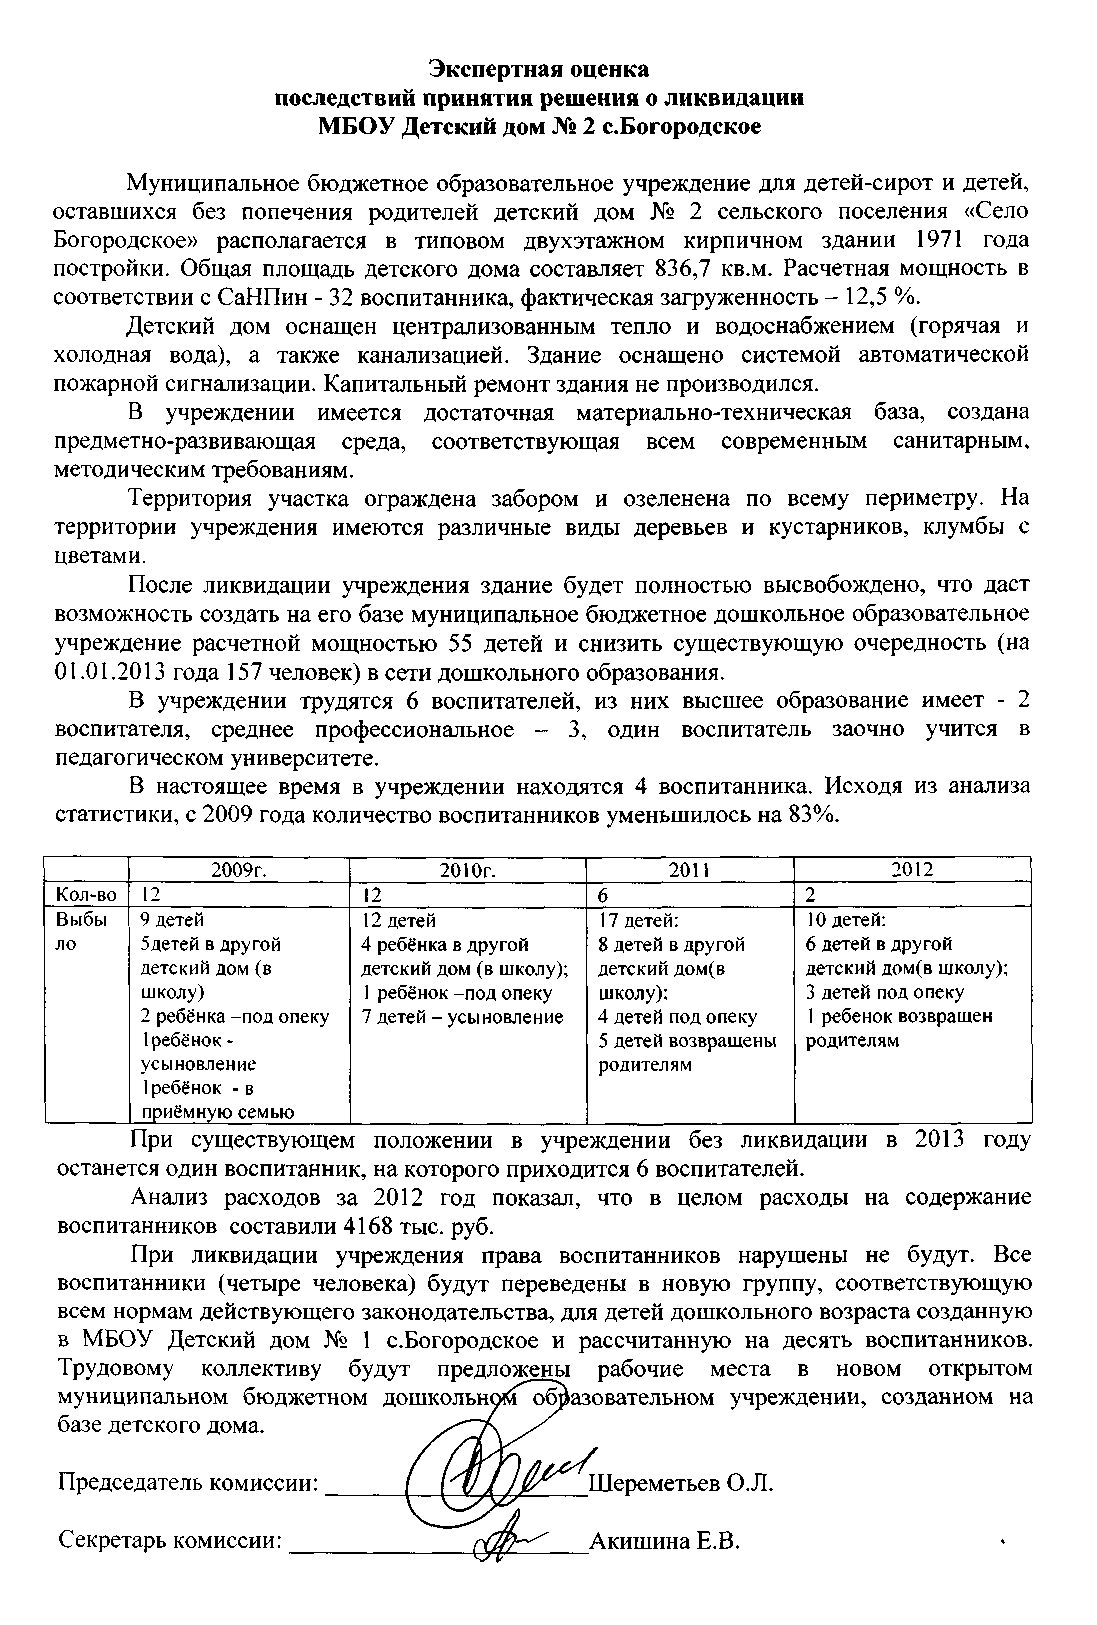 Экспертная оценка
последствий принятия решения о ликвидации
МБОУ Детский дом № 2 с.Богородское
Муниципальное бюджетное образовательное учреждение для детей-сирот и детей,
оставшихся без попечения родителей детский дом № 2 сельского поселения «Село
Богородское» располагается в типовом двухэтажном кирпичном здании 1971 года
постройки. Общая площадь детского дома составляет 836,7 кв.м. Расчетная мощность в
соответствии с СаНПин - 32 воспитанника, фактическая загруженность – 12,5 %.
Детский дом оснащен централизованным тепло и водоснабжением (горячая и
холодная вода), а также канализацией. Здание оснащено системой автоматической
пожарной сигнализации. Капитальный ремонт здания не производился.
В учреждении имеется достаточная материально-техническая база, создана
предметно-развивающая среда, соответствующая всем современным санитарным,
методическим требованиям.
Территория участка ограждена забором и озеленена по всему периметру. На
территории учреждения имеются различные виды деревьев и кустарников, клумбы с
цветами.
После ликвидации учреждения здание будет полностью высвобождено, что даст
возможность создать на его базе муниципальное бюджетное дошкольное образовательное
учреждение расчетной мощностью 55 детей и снизить существующую очередность (на
01.01.2013 года 157 человек) в сети дошкольного образования.
В учреждении трудятся 6 воспитателей, из них высшее образование имеет - 2
воспитателя, среднее профессиональное – 3, один воспитатель заочно учится в
педагогическом университете.
В настоящее время в учреждении находятся 4 воспитанника. Исходя из анализа
статистики, с 2009 года количество воспитанников уменьшилось на 83%.
2009г. 2010г. 2011 2012
Кол-во 12 12 6 2
Выбы 9 детей 12 детей 17 детей: 10 детей:
ло 5детей в другой 4 ребёнка в другой 8 детей в другой 6 детей в другой
детский дом (в детский дом (в школу); детский дом(в детский дом(в школу);
школу) 1 ребёнок –под опеку школу); 3 детей под опеку
2 ребёнка –под опеку 7 детей – усыновление 4 детей под опеку 1 ребенок возвращен
1ребёнок - 5 детей возвращены родителям
усыновление родителям
1ребёнок - в
приёмную семью
При существующем положении в учреждении без ликвидации в 2013 году
останется один воспитанник, на которого приходится 6 воспитателей.
Анализ расходов за 2012 год показал, что в целом расходы на содержание
воспитанников составили 4168 тыс. руб.
При ликвидации учреждения права воспитанников нарушены не будут. Все
воспитанники (четыре человека) будут переведены в новую группу, соответствующую
всем нормам действующего законодательства, для детей дошкольного возраста созданную
в МБОУ Детский дом № 1 с.Богородское и рассчитанную на десять воспитанников.
Трудовому коллективу будут предложены рабочие места в новом открытом
муниципальном бюджетном дошкольном образовательном учреждении, созданном на
базе детского дома.
Председатель комиссии: Шереметьев О.Л.
Секретарь комиссии: Акишина Е.В.